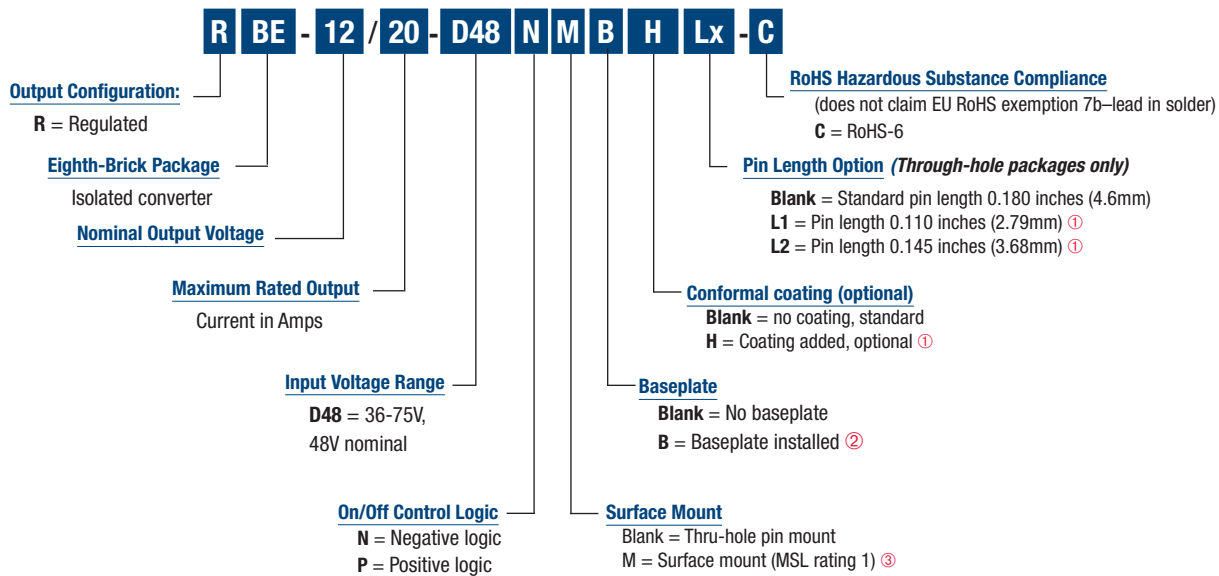 R BE - 12 / 20 - D48 N M B H Lx - C
Output Configuration:
R = Regulated
Eighth-Brick Package
Isolated converter
Nominal Output Voltage
Maximum Rated Output
Current in Amps
Input Voltage Range
D48 = 36-75V,
48V nominal
On/Off Control Logic
N = Negative logic
P = Positive logic
RoHS Hazardous Substance Compliance
(does not claim EU RoHS exemption 7b–lead in solder)
C = RoHS-6
Pin Length Option (Through-hole packages only)
Blank = Standard pin length 0.180 inches (4.6mm)
L1 = Pin length 0.110 inches (2.79mm) ①
L2 = Pin length 0.145 inches (3.68mm) ①
Conformal coating (optional)
Blank = no coating, standard
H = Coating added, optional ①
Baseplate
Blank = No baseplate
B = Baseplate installed ②
Surface Mount
Blank = Thru-hole pin mount
M = Surface mount (MSL rating 1) ③